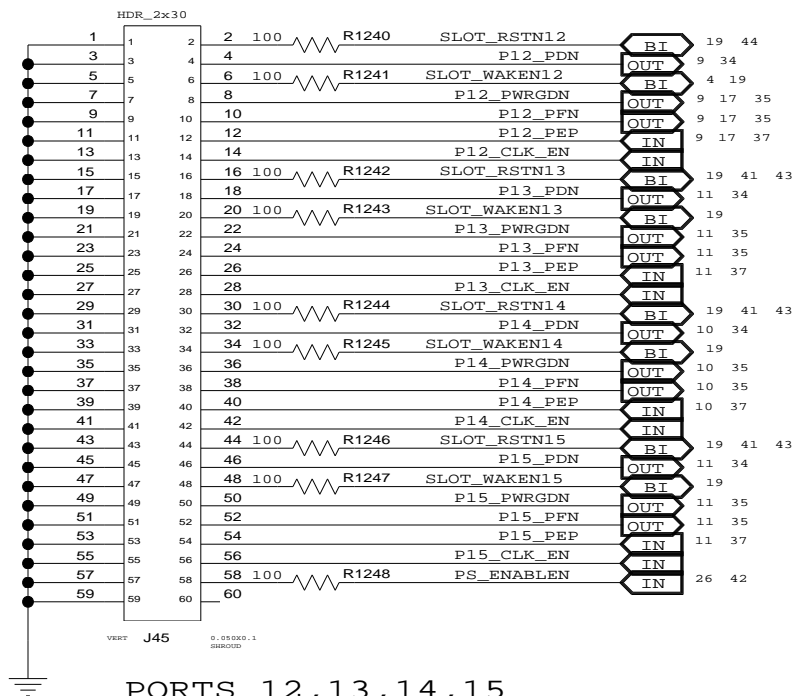 HDR_2x30
1 1 2 2 100 R1240 SLOT_RSTN12 BI 19 44
3 3 4 4 P12_PDN OUT 9 34
5 5 6 6 100 R1241 SLOT_WAKEN12 BI 4 19
7 7 8 8 P12_PWRGDN OUT 9 17 35
9 9 10 10 P12_PFN OUT 9 17 35
11 11 12 12 P12_PEP IN 9 17 37
13 13 14 14 P12_CLK_EN IN
15 15 16 16 100 R1242 SLOT_RSTN13 BI 19 41 43
17 17 18 18 P13_PDN OUT 11 34
19 19 20 20 100 R1243 SLOT_WAKEN13 BI 19
21 21 22 22 P13_PWRGDN OUT 11 35
23 23 24 24 P13_PFN OUT 11 35
25 25 26 26 P13_PEP IN 11 37
27 27 28 28 P13_CLK_EN IN
29 29 30 30 100 R1244 SLOT_RSTN14 BI 19 41 43
31 31 32 32 P14_PDN OUT 10 34
33 33 34 34 100 R1245 SLOT_WAKEN14 BI 19
35 35 36 36 P14_PWRGDN OUT 10 35
37 37 38 38 P14_PFN OUT 10 35
39 39 40 40 P14_PEP IN 10 37
41 41 42 42 P14_CLK_EN IN
43 43 44 44 100 R1246 SLOT_RSTN15 BI 19 41 43
45 45 46 46 P15_PDN OUT 11 34
47 47 48 48 100 R1247 SLOT_WAKEN15 BI 19
49 49 50 50 P15_PWRGDN OUT 11 35
51 51 52 52 P15_PFN OUT 11 35
53 53 54 54 P15_PEP IN 11 37
55 55 56 56 P15_CLK_EN IN
57 57 58 58 100 R1248 PS_ENABLEN IN 26 42
59 59 60 60
VERT J45 0.050X0.1
SHROUD
PORTS 12,13,14,15